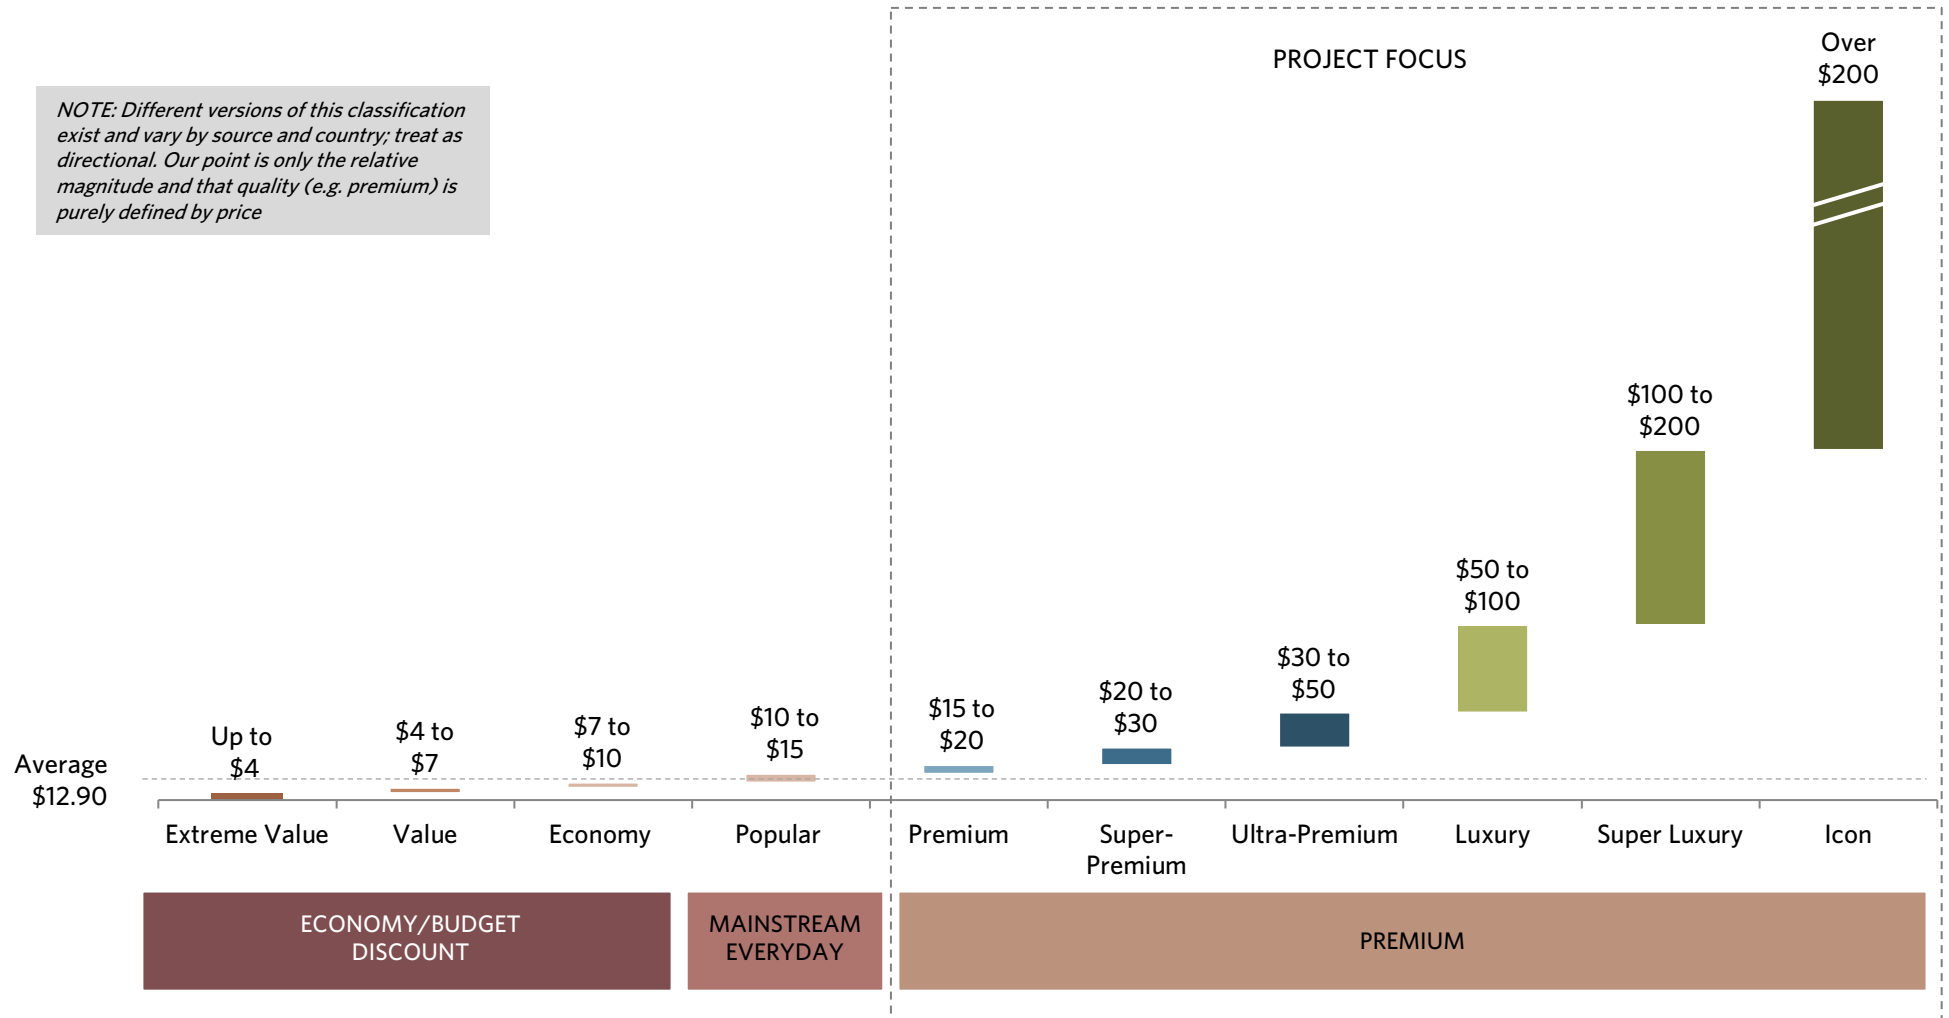 PROJECT FOCUS
NOTE: Different versions of this classification
exist and vary by source and country; treat as
directional. Our point is only the relative
magnitude and that quality (e.g. premium) is
purely defined by price
Average
$12.90
Up to
$4
$4 to
$7
$7 to
$10
$10 to
$15
$15 to
$20
$20 to
$30
$30 to
$50
$50 to
$100
$100 to
$200
Over
$200
Extreme Value
Value
Economy
Popular
Premium
Super-
Premium
Ultra-Premium
Luxury
Super Luxury
Icon
ECONOMY/BUDGET
DISCOUNT
MAINSTREAM
EVERYDAY
PREMIUM